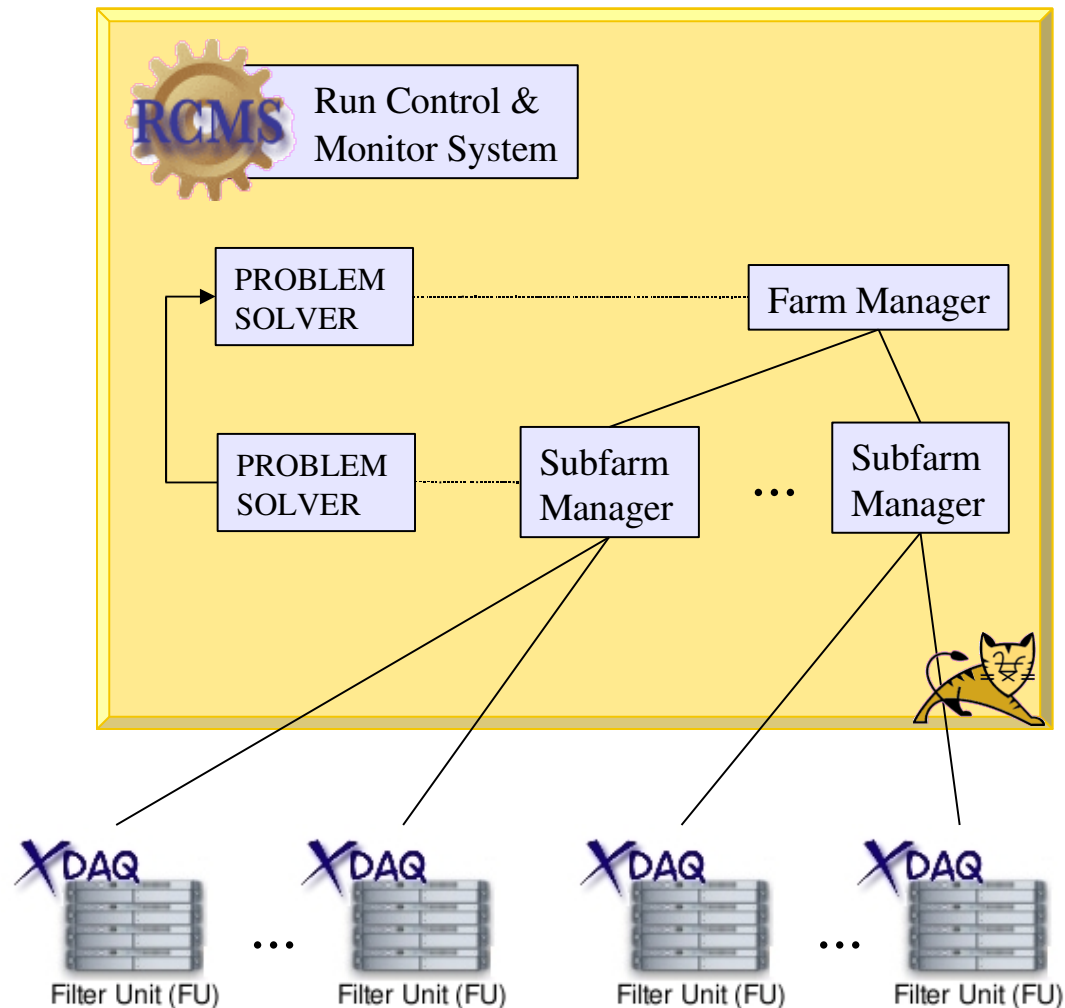 RCMS
Run Control &
Monitor System
PROBLEM
SOLVER
Farm Manager
PROBLEM
SOLVER
Subfarm
Manager
...
Subfarm
Manager
XDAQ
XDAQ
XDAQ
XDAQ
...
...
Filter Unit (FU)
Filter Unit (FU)
Filter Unit (FU)
Filter Unit (FU)